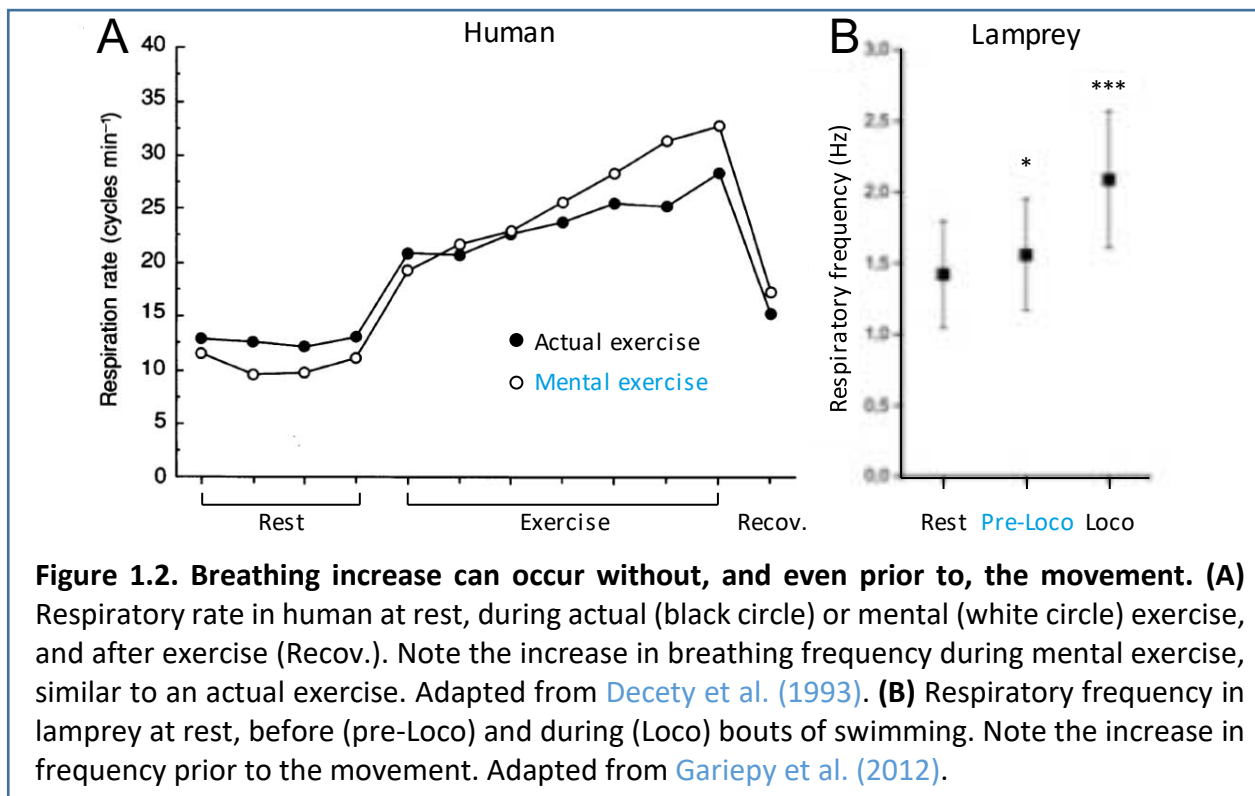 A
Human
40
35
30
25
20
15
10
5
0
Respiration rate (cycles min⁻¹)
Actual exercise
Mental exercise
Rest
Exercise
Recov.
B
Lamprey
3.0
2.5
2.0
1.5
1.0
0.5
0.0
Respiratory frequency (Hz)
*
***
Rest Pre-Loco Loco
Figure 1.2. Breathing increase can occur without, and even prior to, the movement. (A)
Respiratory rate in human at rest, during actual (black circle) or mental (white circle) exercise,
and after exercise (Recov.). Note the increase in breathing frequency during mental exercise,
similar to an actual exercise. Adapted from Decety et al. (1993). (B) Respiratory frequency in
lamprey at rest, before (pre-Loco) and during (Loco) bouts of swimming. Note the increase in
frequency prior to the movement. Adapted from Gariepy et al. (2012).